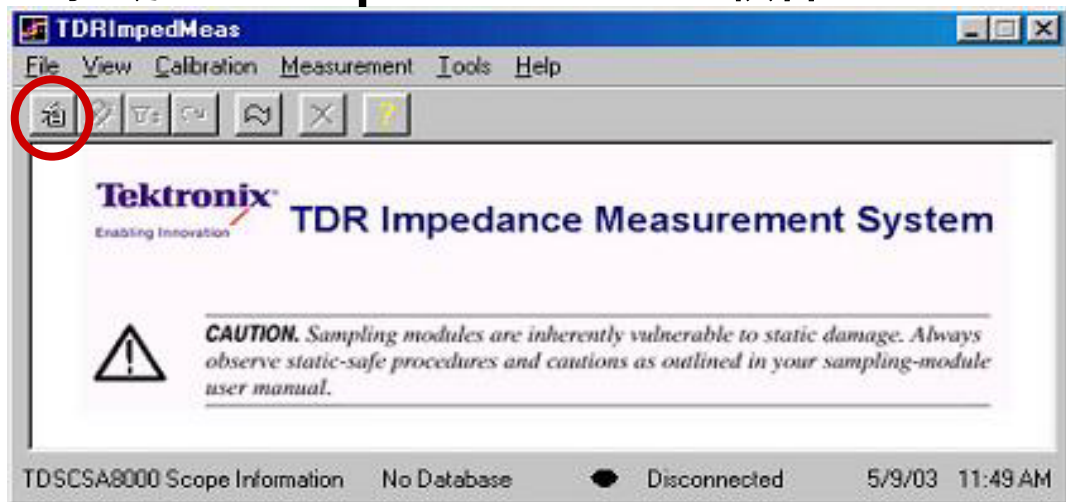 TDRImpedMeas
File View Calibration Measurement Tools Help
Tektronix
Enabling Innovation
TDR Impedance Measurement System
CAUTION. Sampling modules are inherently vulnerable to static damage. Always
observe static-safe procedures and cautions as outlined in your sampling-module
user manual.
TDSCSA8000 Scope Information No Database Disconnected 5/9/03 11:49 AM